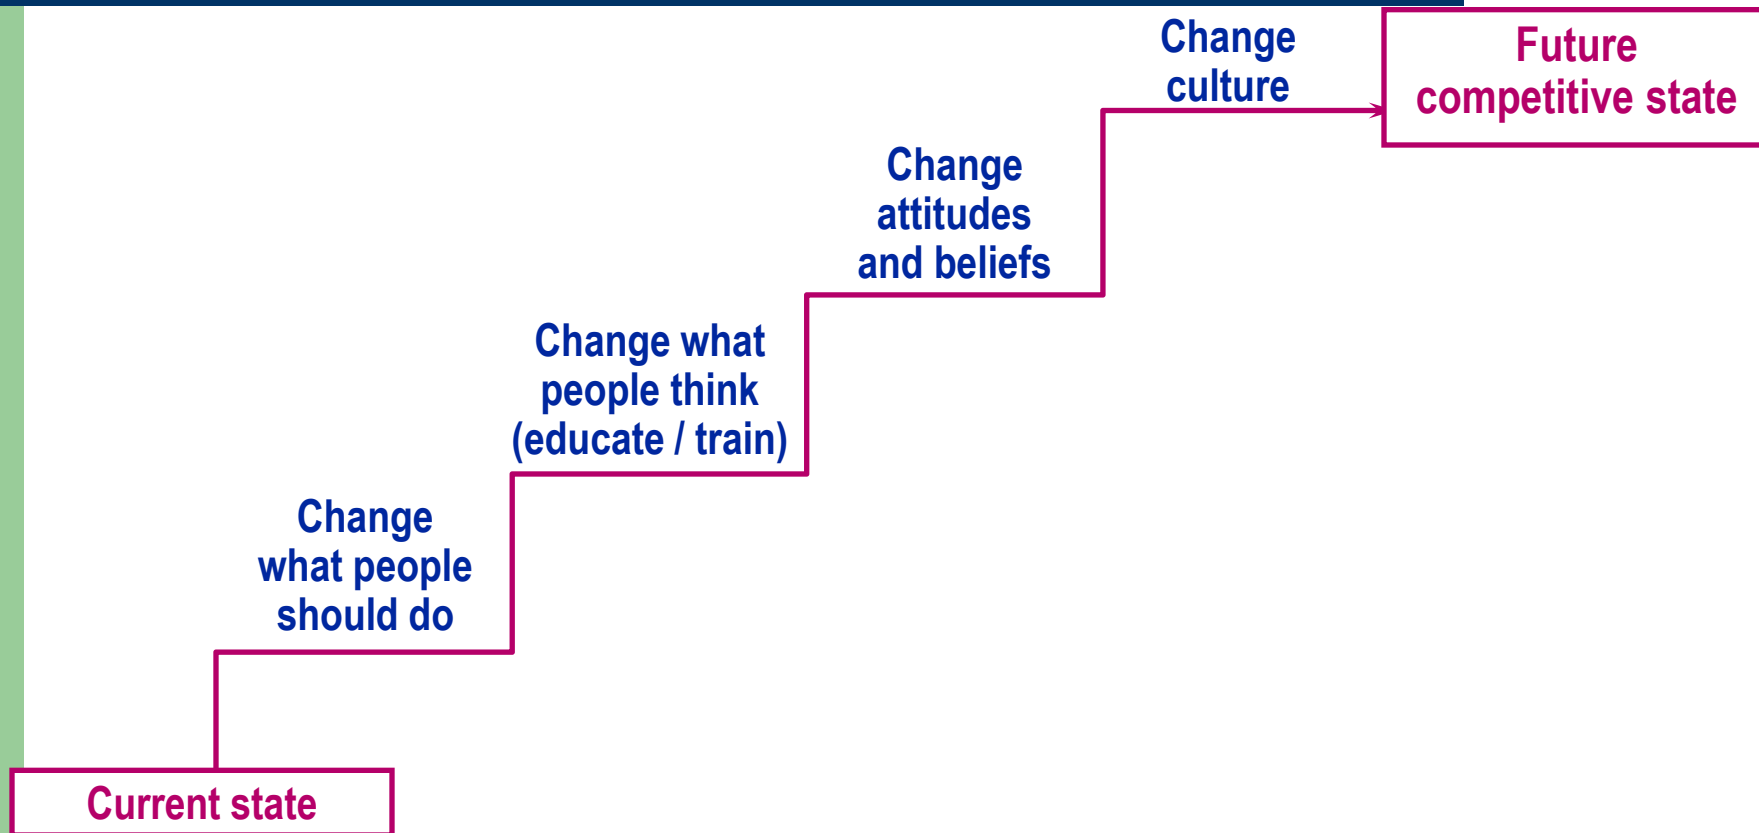 Change
culture
Future
competitive state
Change
attitudes
and beliefs
Change what
people think
(educate / train)
Change
what people
should do
Current state